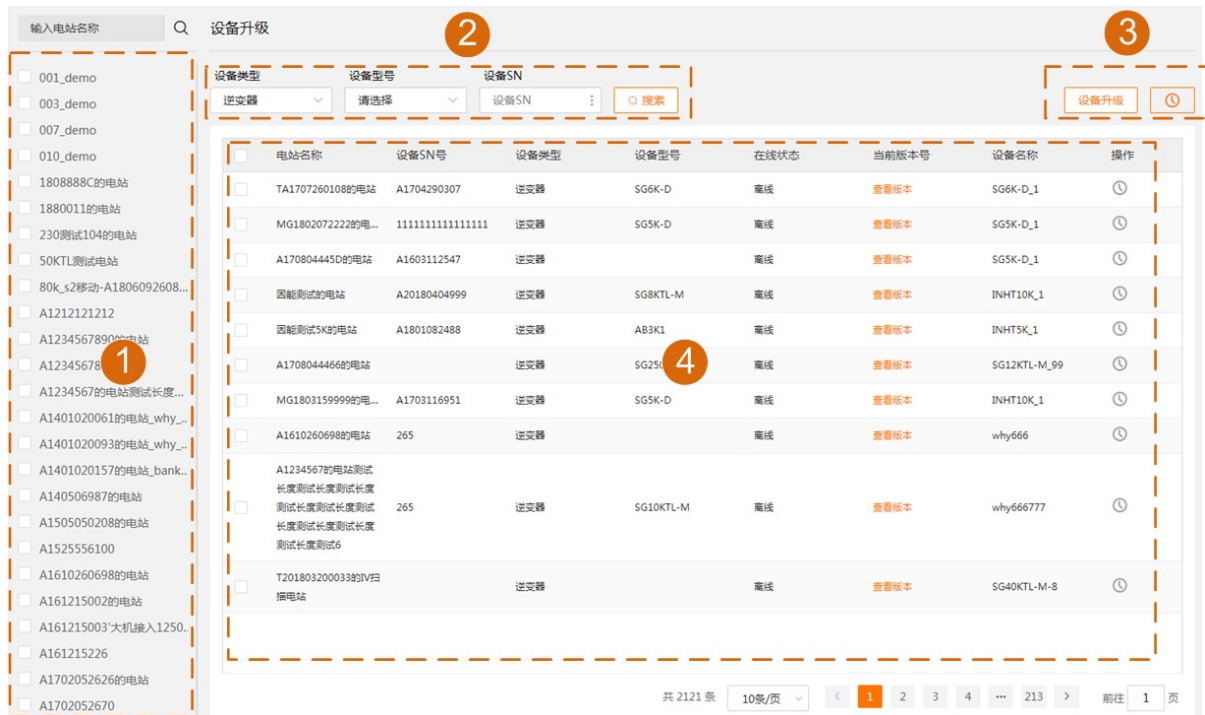 输入电站名称
设备升级
2
3
001_demo
003_demo
007_demo
010_demo
1808888C的电站
1880011的电站
230测试104的电站
50KTL测试电站
80k_s2移动-A1806092608...
A1212121212
A1234567890的电站
A12345678
1
A1234567的电站测试长度...
A1401020061的电站_why_..
A1401020093的电站_why_..
A1401020157的电站_bank..
A140506987的电站
A1505050208的电站
A1525556100
A1610260698的电站
A161215002的电站
A161215003'大机接入1250..
A161215226
A1702052626的电站
A1702052670
设备类型 设备型号 设备SN
逆变器 请选择 设备SN 搜索
设备升级
电站名称 设备SN号 设备类型 设备型号 在线状态 当前版本号 设备名称 操作
TA1707260108的电站 A1704290307 逆变器 SG6K-D 离线 查看版本 SG6K-D_1
MG1802072222的电... 1111111111111111 逆变器 SG5K-D 离线 查看版本 SG5K-D_1
A170804445D的电站 A1603112547 逆变器 离线 查看版本 SG5K-D_1
因能测试的电站 A20180404999 逆变器 SG8KTL-M 离线 查看版本 INHT10K_1
因能测试5K的电站 A1801082488 逆变器 AB3K1 离线 查看版本 INHT5K_1
A1708044466的电站 逆变器 SG250 离线 查看版本 SG12KTL-M_99
4
MG1803159999的电... A1703116951 逆变器 SG5K-D 离线 查看版本 INHT10K_1
A1610260698的电站 265 逆变器 离线 查看版本 why666
A1234567的电站测试
长度测试长度测试长度
测试长度测试长度测试 265 逆变器 SG10KTL-M 离线 查看版本 why666777
长度测试长度测试长度
测试长度测试6
T201803200033的IV扫
描电站 逆变器 离线 查看版本 SG40KTL-M-8
共 2121 条 10条/页 < 1 2 3 4 ··· 213 > 前往 1 页